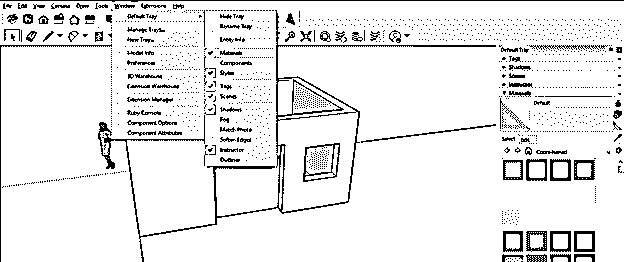 File Edit View Camera Draw Tools Window Extensions Help
Default Tray
Manage Trays...
New Tray...
Model Info
Preferences
3D Warehouse
Extension Warehouse
Extension Manager
Ruby Console
Component Options
Component Attributes
Hide Tray
Rename Tray
Entity Info
Materials
Components
Styles
Tags
Scenes
Shadows
Fog
Match Photo
Soften Edges
Instructor
Outliner
Default Tray
Tags
Shadows
Scenes
Instructor
Materials
Default
Select Edit